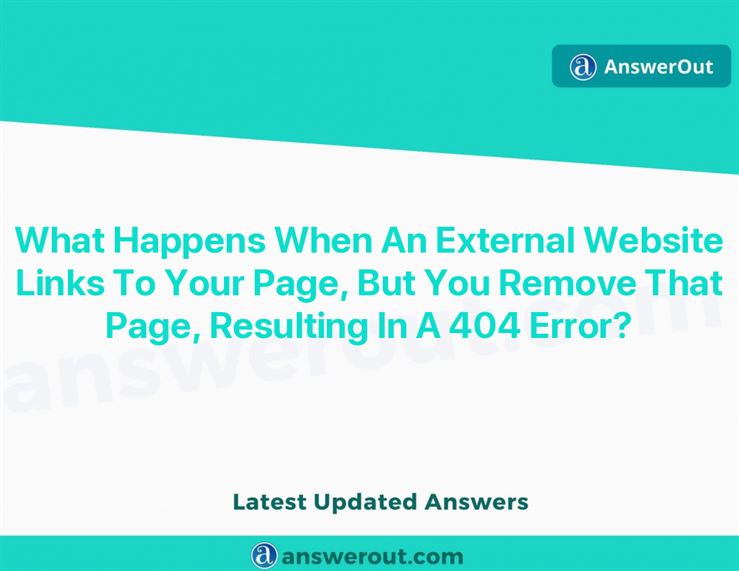 a AnswerOut
What Happens When An External Website
Links To Your Page, But You Remove That
Page, Resulting In A 404 Error?
answerout.com
Latest Updated Answers
a answerout.com